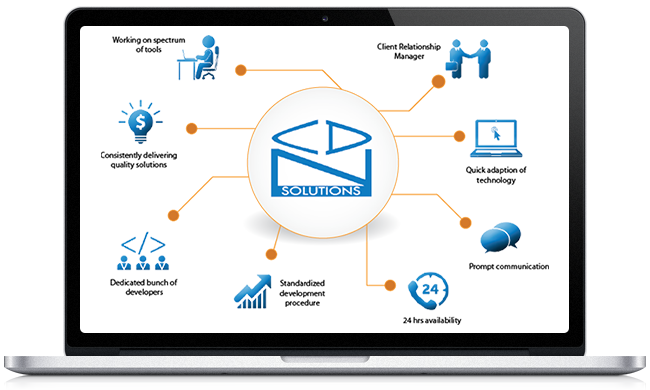 Working on spectrum
of tools
Client Relationship
Manager
$
Consistently delivering
quality solutions
CDN
SOLUTIONS
Quick adaption of
technology
</>
Dedicated bunch of
developers
Standardized
development
procedure
24
24 hrs availability
Prompt communication